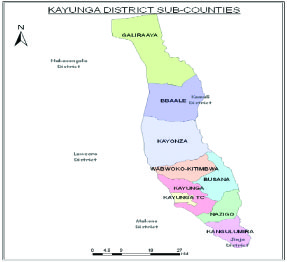 KAYUNGA DISTRICT SUB-COUNTIES
N
GALIRAAYA
Nakasongola
District
BBAALE
Kamuli
District
KAYONZA
Luwero
District
WABWOKO-KITIMBWA
BUSANA
KAYUNGA
KAYUNGA TC
NAZIGO
Mukono
District
KANGULUMIRA
Jinja
District
0 4.5 9 18 27